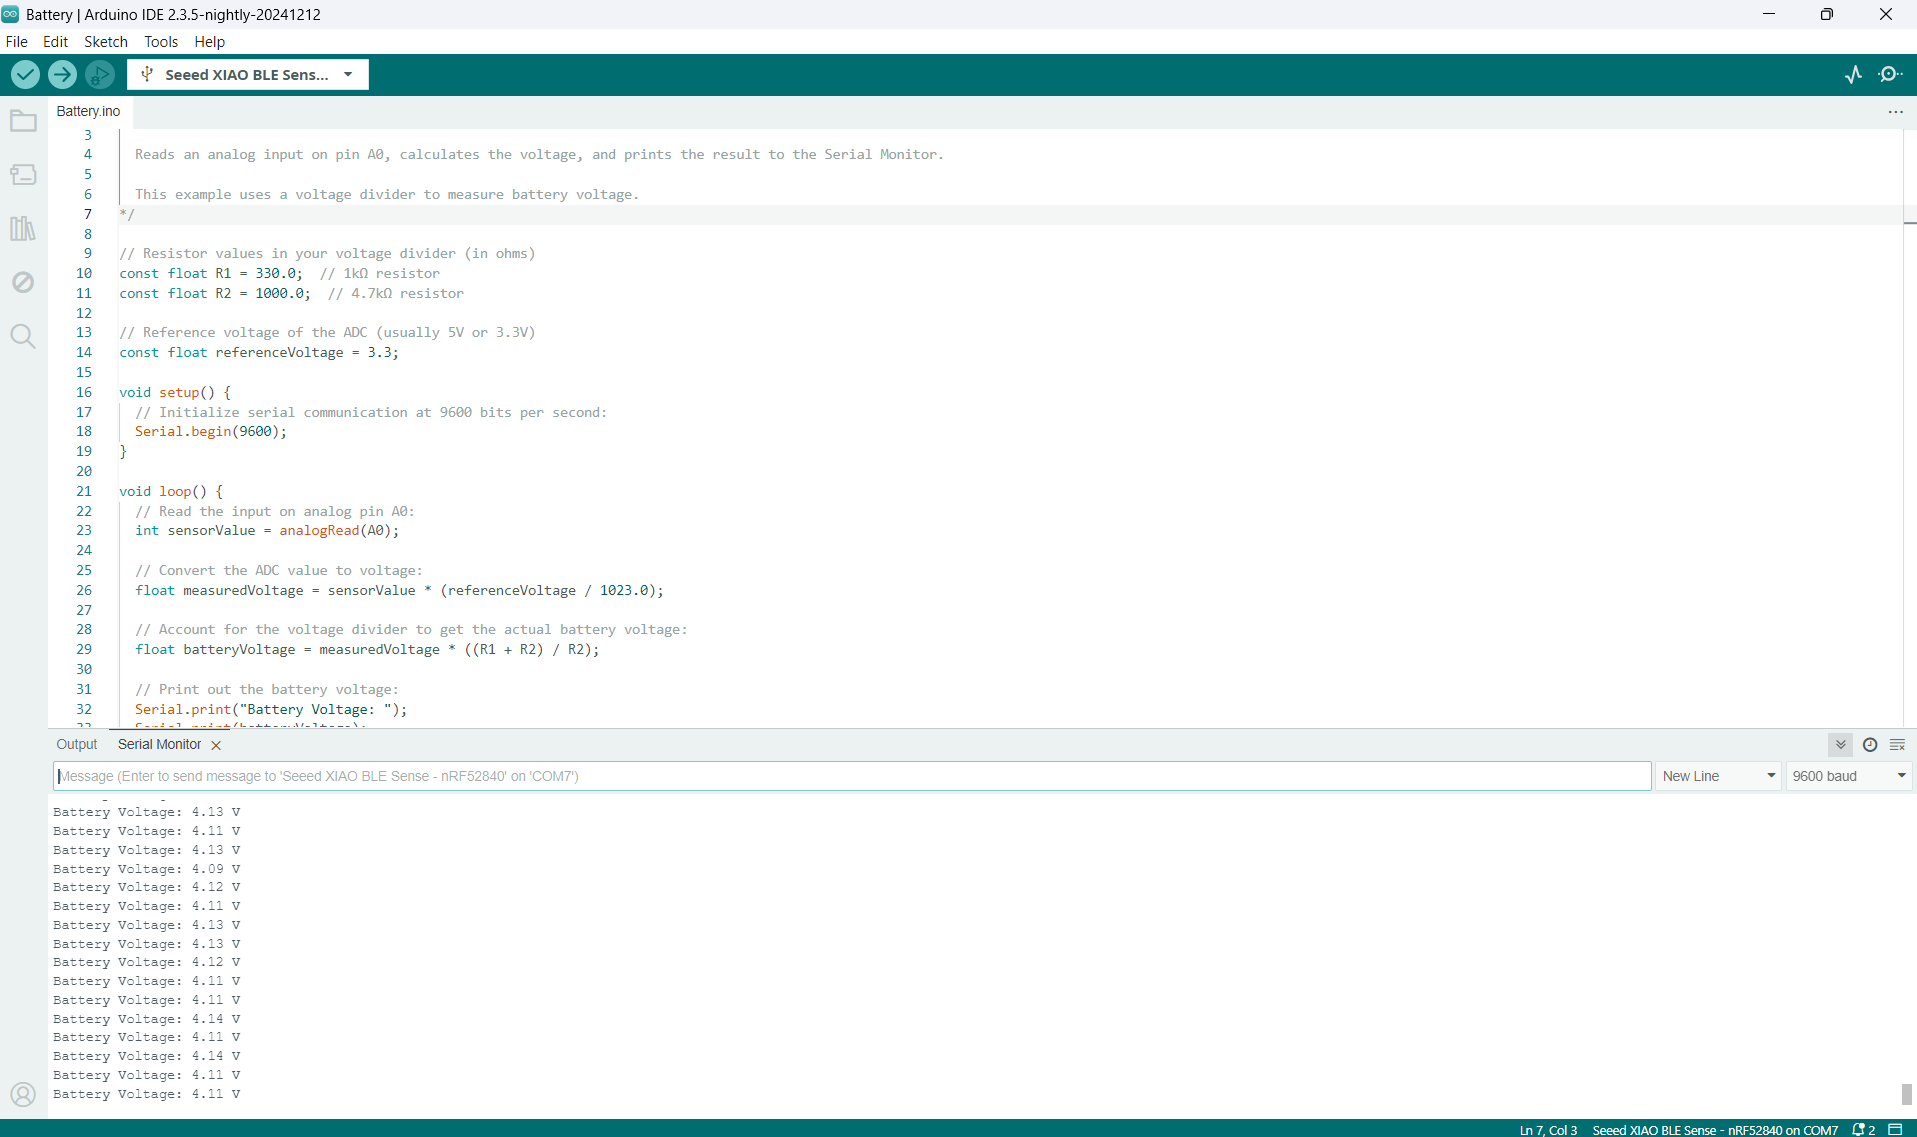 Battery | Arduino IDE 2.3.5-nightly-20241212
File Edit Sketch Tools Help
Seeed XIAO BLE Sens...
Battery.ino
3
4 Reads an analog input on pin A0, calculates the voltage, and prints the result to the Serial Monitor.
5
6 This example uses a voltage divider to measure battery voltage.
7 */
8
9 // Resistor values in your voltage divider (in ohms)
10 const float R1 = 330.0; // 1kΩ resistor
11 const float R2 = 1000.0; // 4.7kΩ resistor
12
13 // Reference voltage of the ADC (usually 5V or 3.3V)
14 const float referenceVoltage = 3.3;
15
16 void setup() {
17 // Initialize serial communication at 9600 bits per second:
18 Serial.begin(9600);
19 }
20
21 void loop() {
22 // Read the input on analog pin A0:
23 int sensorValue = analogRead(A0);
24
25 // Convert the ADC value to voltage:
26 float measuredVoltage = sensorValue * (referenceVoltage / 1023.0);
27
28 // Account for the voltage divider to get the actual battery voltage:
29 float batteryVoltage = measuredVoltage * ((R1 + R2) / R2);
30
31 // Print out the battery voltage:
32 Serial.print("Battery Voltage: ");
Output Serial Monitor
Message (Enter to send message to 'Seeed XIAO BLE Sense - nRF52840' on 'COM7') New Line 9600 baud
Battery Voltage: 4.13 V
Battery Voltage: 4.11 V
Battery Voltage: 4.13 V
Battery Voltage: 4.09 V
Battery Voltage: 4.12 V
Battery Voltage: 4.11 V
Battery Voltage: 4.13 V
Battery Voltage: 4.13 V
Battery Voltage: 4.12 V
Battery Voltage: 4.11 V
Battery Voltage: 4.11 V
Battery Voltage: 4.14 V
Battery Voltage: 4.11 V
Battery Voltage: 4.14 V
Battery Voltage: 4.11 V
Battery Voltage: 4.11 V
Ln 7, Col 3 Seeed XIAO BLE Sense - nRF52840 on COM7 2